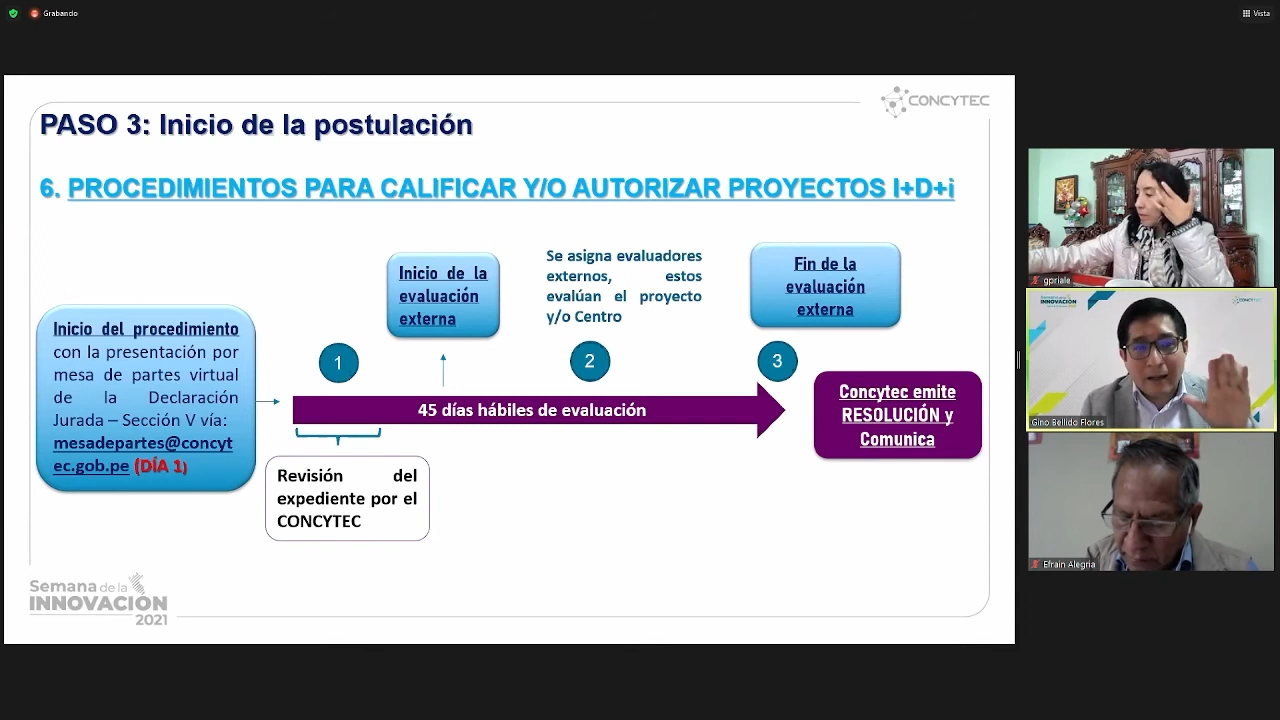 Grabando
Vista
CONCYTEC
PASO 3: Inicio de la postulación
6. PROCEDIMIENTOS PARA CALIFICAR Y/O AUTORIZAR PROYECTOS I+D+i
Inicio del procedimiento
con la presentación por
mesa de partes virtual
de la Declaración
Jurada – Sección V vía:
mesadepartes@concyt
ec.gob.pe (DÍA 1)
Inicio de la
evaluación
externa
Se asigna evaluadores
externos, estos
evalúan el proyecto
y/o Centro
Fin de la
evaluación
externa
1
2
3
45 días hábiles de evaluación
Concytec emite
RESOLUCIÓN y
Comunica
Revisión del
expediente por el
CONCYTEC
Semana de la
INNOVACIÓN
2021
gpriale
INNOVACIÓN
CONCYTEC
Gino Bellido Flores
Efrain Alegria